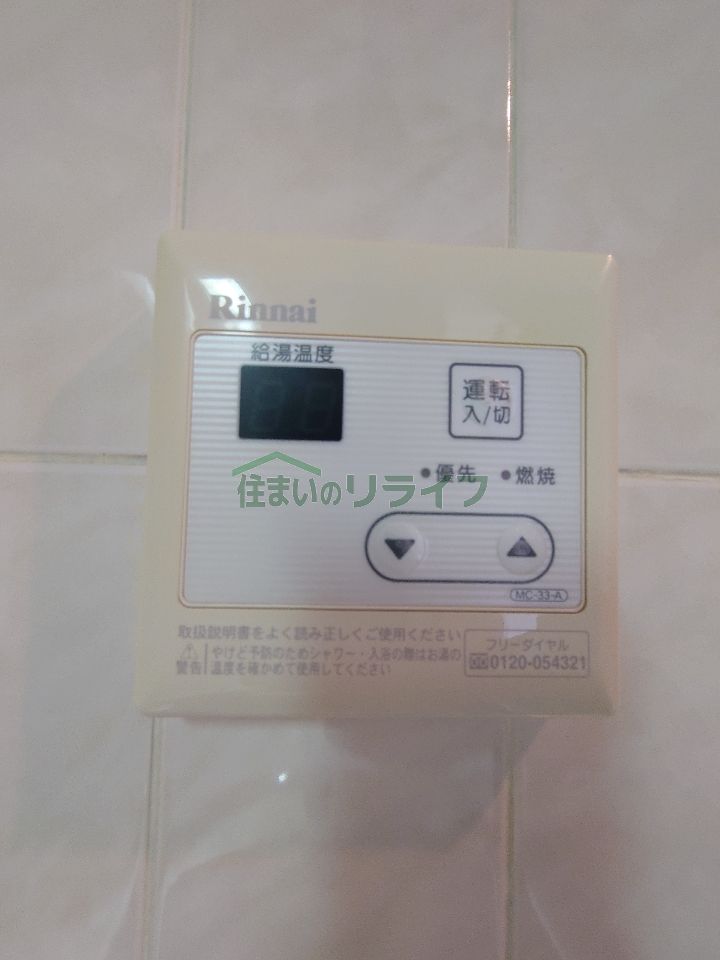 Rinnai
給湯温度
運転
入/切
優先
燃焼
住まいのリライフ
MC-33-A
取扱説明書をよく読み正しくご使用ください
警告
やけど予防のためシャワー・入浴の際はお湯の
温度を確かめて使用してください
フリーダイヤル
0120-054321